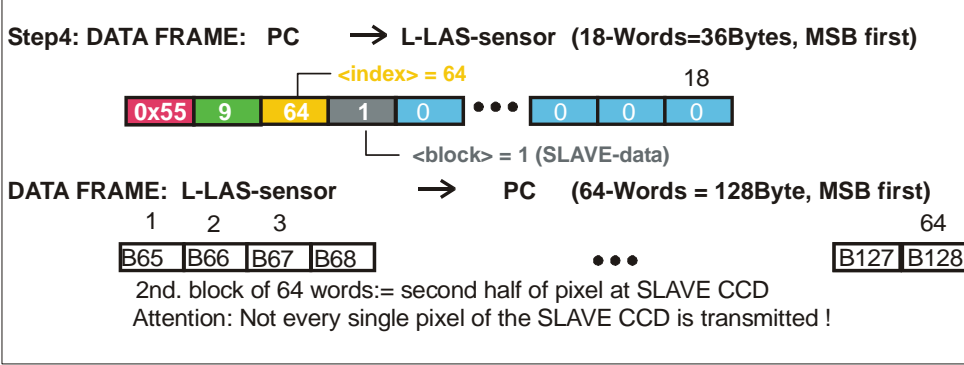 Step4: DATA FRAME: PC → L-LAS-sensor (18-Words=36Bytes, MSB first)
<index> = 64
18
0x55 9 64 1 0 ●●● 0 0 0
<block> = 1 (SLAVE-data)
DATA FRAME: L-LAS-sensor → PC (64-Words = 128Byte, MSB first)
1 2 3 64
B65 B66 B67 B68 ●●● B127 B128
2nd. block of 64 words:= second half of pixel at SLAVE CCD
Attention: Not every single pixel of the SLAVE CCD is transmitted !